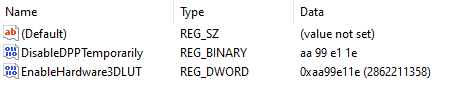 Name Type Data
(Default) REG_SZ (value not set)
DisableDPPTemporarily REG_BINARY aa 99 e1 1e
EnableHardware3DLUT REG_DWORD 0xaa99e11e (2862211358)